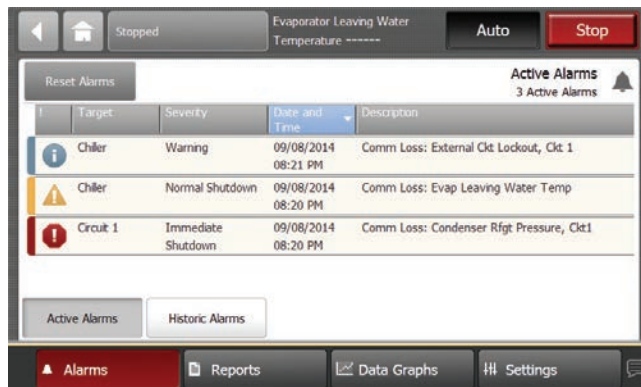 Stopped
Evaporator Leaving Water
Temperature ------
Auto
Stop
Reset Alarms
Active Alarms
3 Active Alarms
! Target Severity Date and Time Description
Chiller Warning 09/08/2014 08:21 PM Comm Loss: External Ckt Lockout, Ckt 1
Chiller Normal Shutdown 09/08/2014 08:20 PM Comm Loss: Evap Leaving Water Temp
Circuit 1 Immediate Shutdown 09/08/2014 08:20 PM Comm Loss: Condenser Rfgt Pressure, Ckt1
Active Alarms
Historic Alarms
Alarms
Reports
Data Graphs
Settings